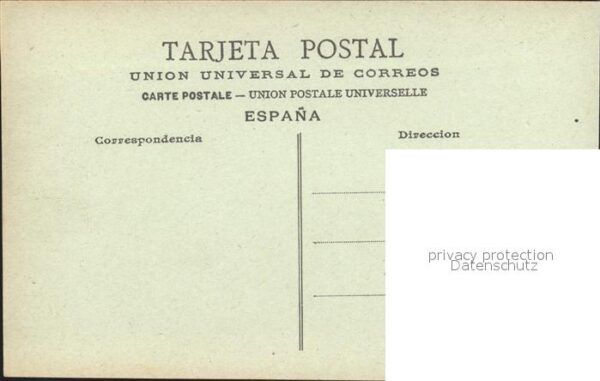 TARJETA POSTAL
UNION UNIVERSAL DE CORREOS
CARTE POSTALE — UNION POSTALE UNIVERSELLE
ESPAÑA
Correspondencia
Direccion
privacy protection
Datenschutz